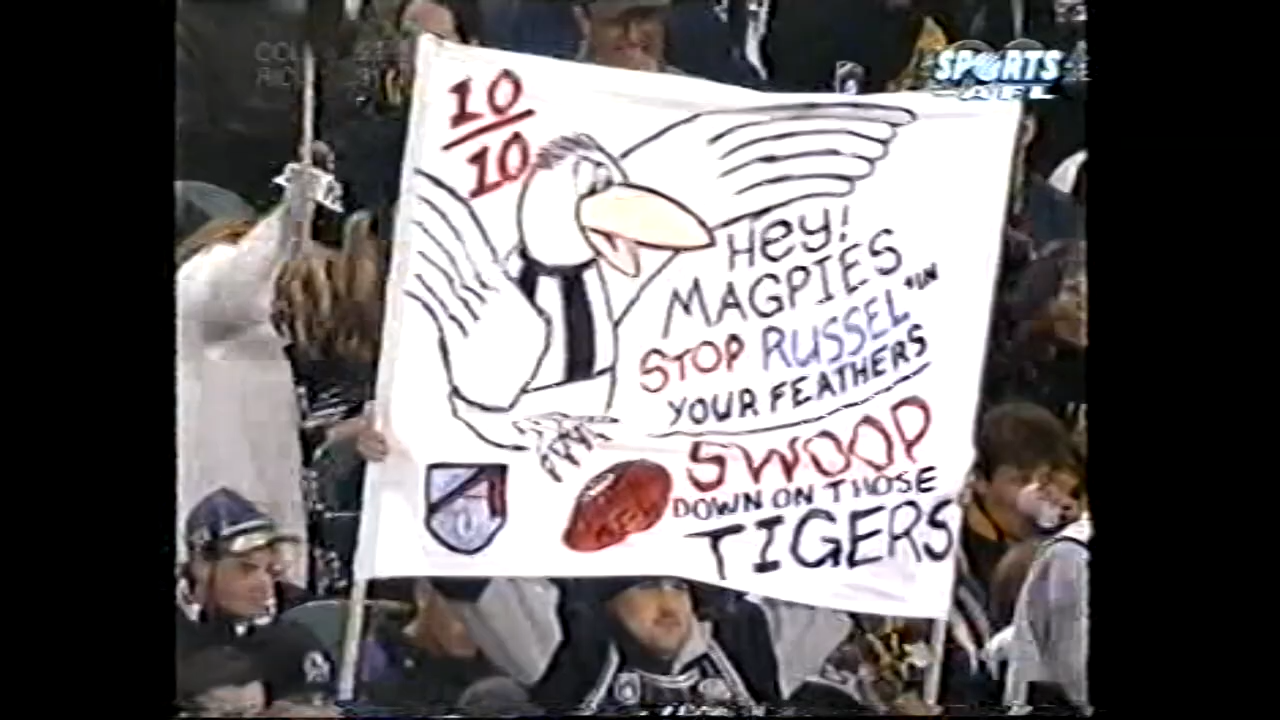 SPORTS
AFL
10
10
Hey!
MAGPIES
STOP RUSSEL"IN
YOUR FEATHERS
SWOOP
DOWN ON THOSE
TIGERS